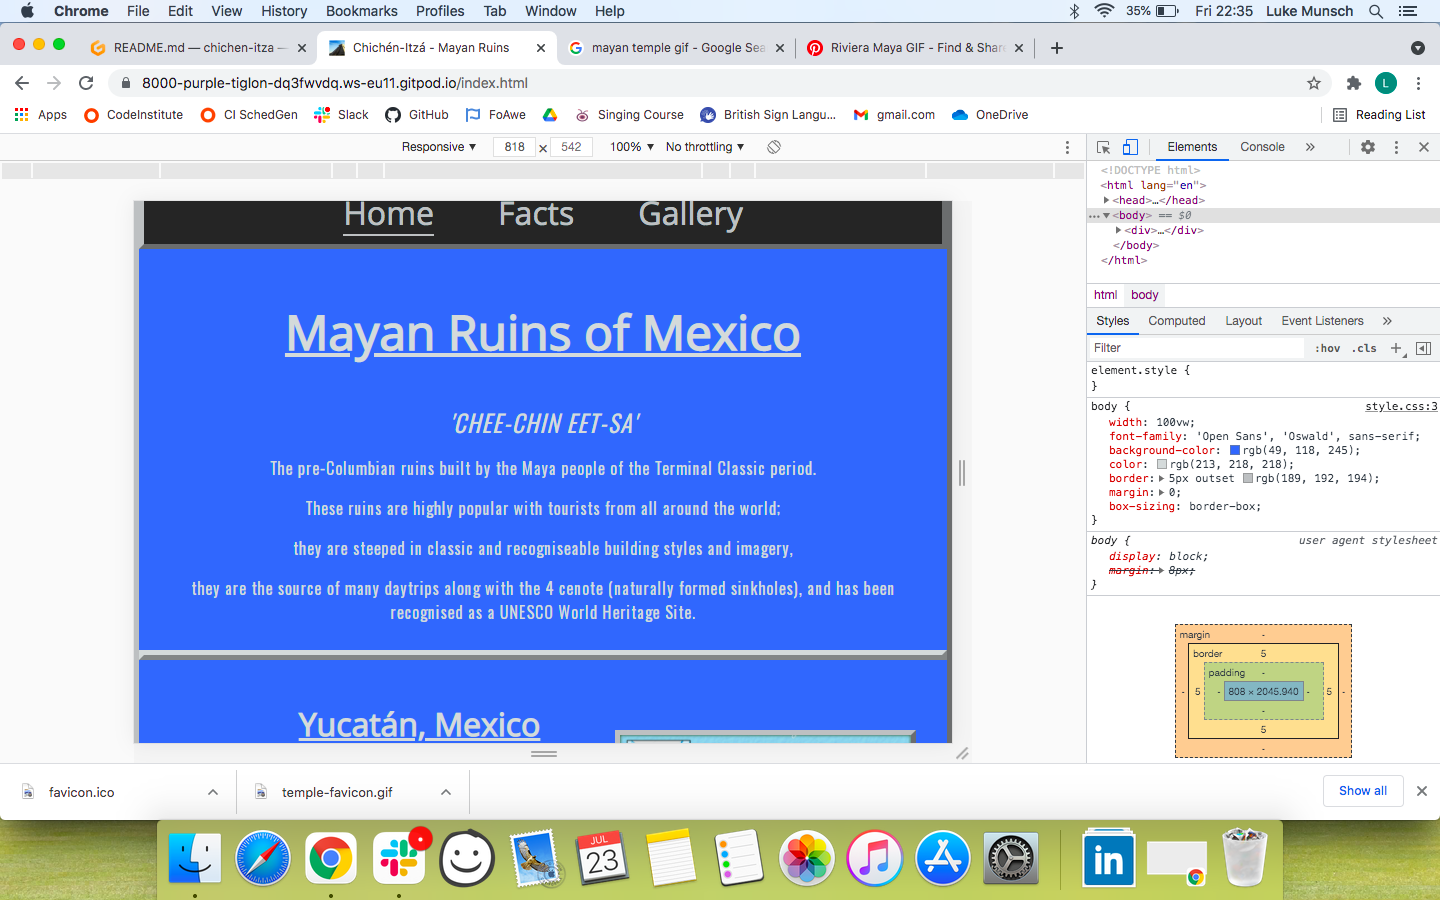 Chrome File Edit View History Bookmarks Profiles Tab Window Help 35% Fri 22:35 Luke Munsch
README.md — chichen-itza — Chichén-Itzá - Mayan Ruins mayan temple gif - Google Sea Riviera Maya GIF - Find & Share
8000-purple-tiglon-dq3fwvdq.ws-eu11.gitpod.io/index.html L
Apps CodeInstitute CI SchedGen Slack GitHub FoAwe Singing Course British Sign Langu... gmail.com OneDrive Reading List
Responsive 818 x 542 100% No throttling
Elements Console »
Home Facts Gallery
Mayan Ruins of Mexico
'CHEE-CHIN EET-SA'
The pre-Columbian ruins built by the Maya people of the Terminal Classic period.
These ruins are highly popular with tourists from all around the world;
they are steeped in classic and recogniseable building styles and imagery,
they are the source of many daytrips along with the 4 cenote (naturally formed sinkholes), and has been
recognised as a UNESCO World Heritage Site.
Yucatán, Mexico
<!DOCTYPE html>
<html lang="en">
<head>…</head>
<body> == $0
<div>…</div>
</body>
</html>
html body
Styles Computed Layout Event Listeners »
Filter :hov .cls +
element.style {
}
body { style.css:3
width: 100vw;
font-family: 'Open Sans', 'Oswald', sans-serif;
background-color: rgb(49, 118, 245);
color: rgb(213, 218, 218);
border: 5px outset rgb(189, 192, 194);
margin: 0;
box-sizing: border-box;
}
body { user agent stylesheet
display: block;
margin: 8px;
}
margin -
border 5
padding -
- 5 - 808 × 2045.940 - 5 -
-
5
-
favicon.ico temple-favicon.gif Show all
JUL
23
in